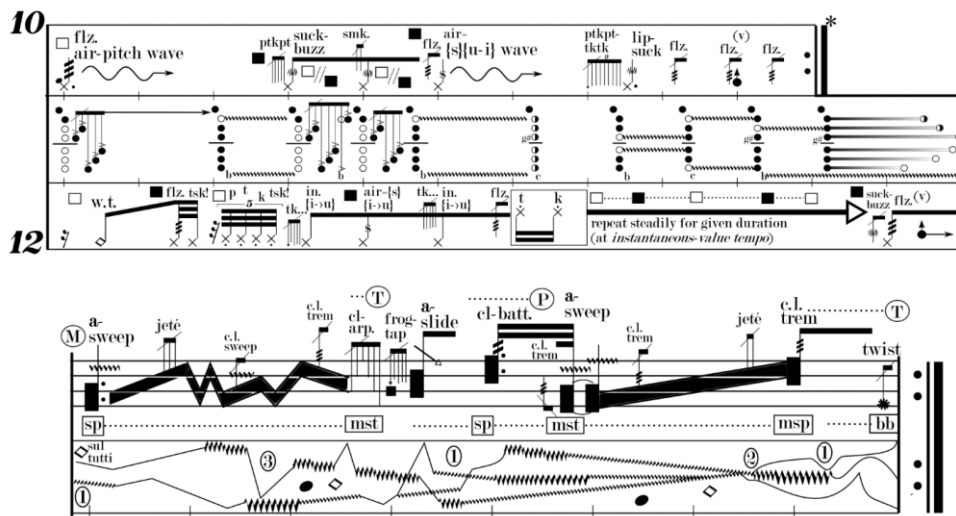 10
*
flz.
air-pitch wave
ptkpt
suck-
buzz
smk.
flz.
air-
{s}{u-i} wave
ptkpt-
tktk
lip-
suck
flz.
(v)
flz.
flz.
g#
g#
g#
b
b
b
c
b
c
b
12
w.t.
flz.
tsk!
p t k tsk!
5
tk...
in.
{i→u}
air-{s}
{i→u}
tk...
in.
{i→u}
flz.
t k
repeat steadily for given duration
(at instantaneous-value tempo)
suck-
buzz
flz.
(v)
M
a-
sweep
jeté
c.l.
sweep
c.l.
trem
T
cl-
arp.
frog-
tap
a-
slide
P
cl-batt.
c.l.
trem
a-
sweep
c.l.
trem
jeté
c.l.
trem
T
twist
sp
mst
sp
mst
msp
bb
sul
tutti
1
3
1
2
1